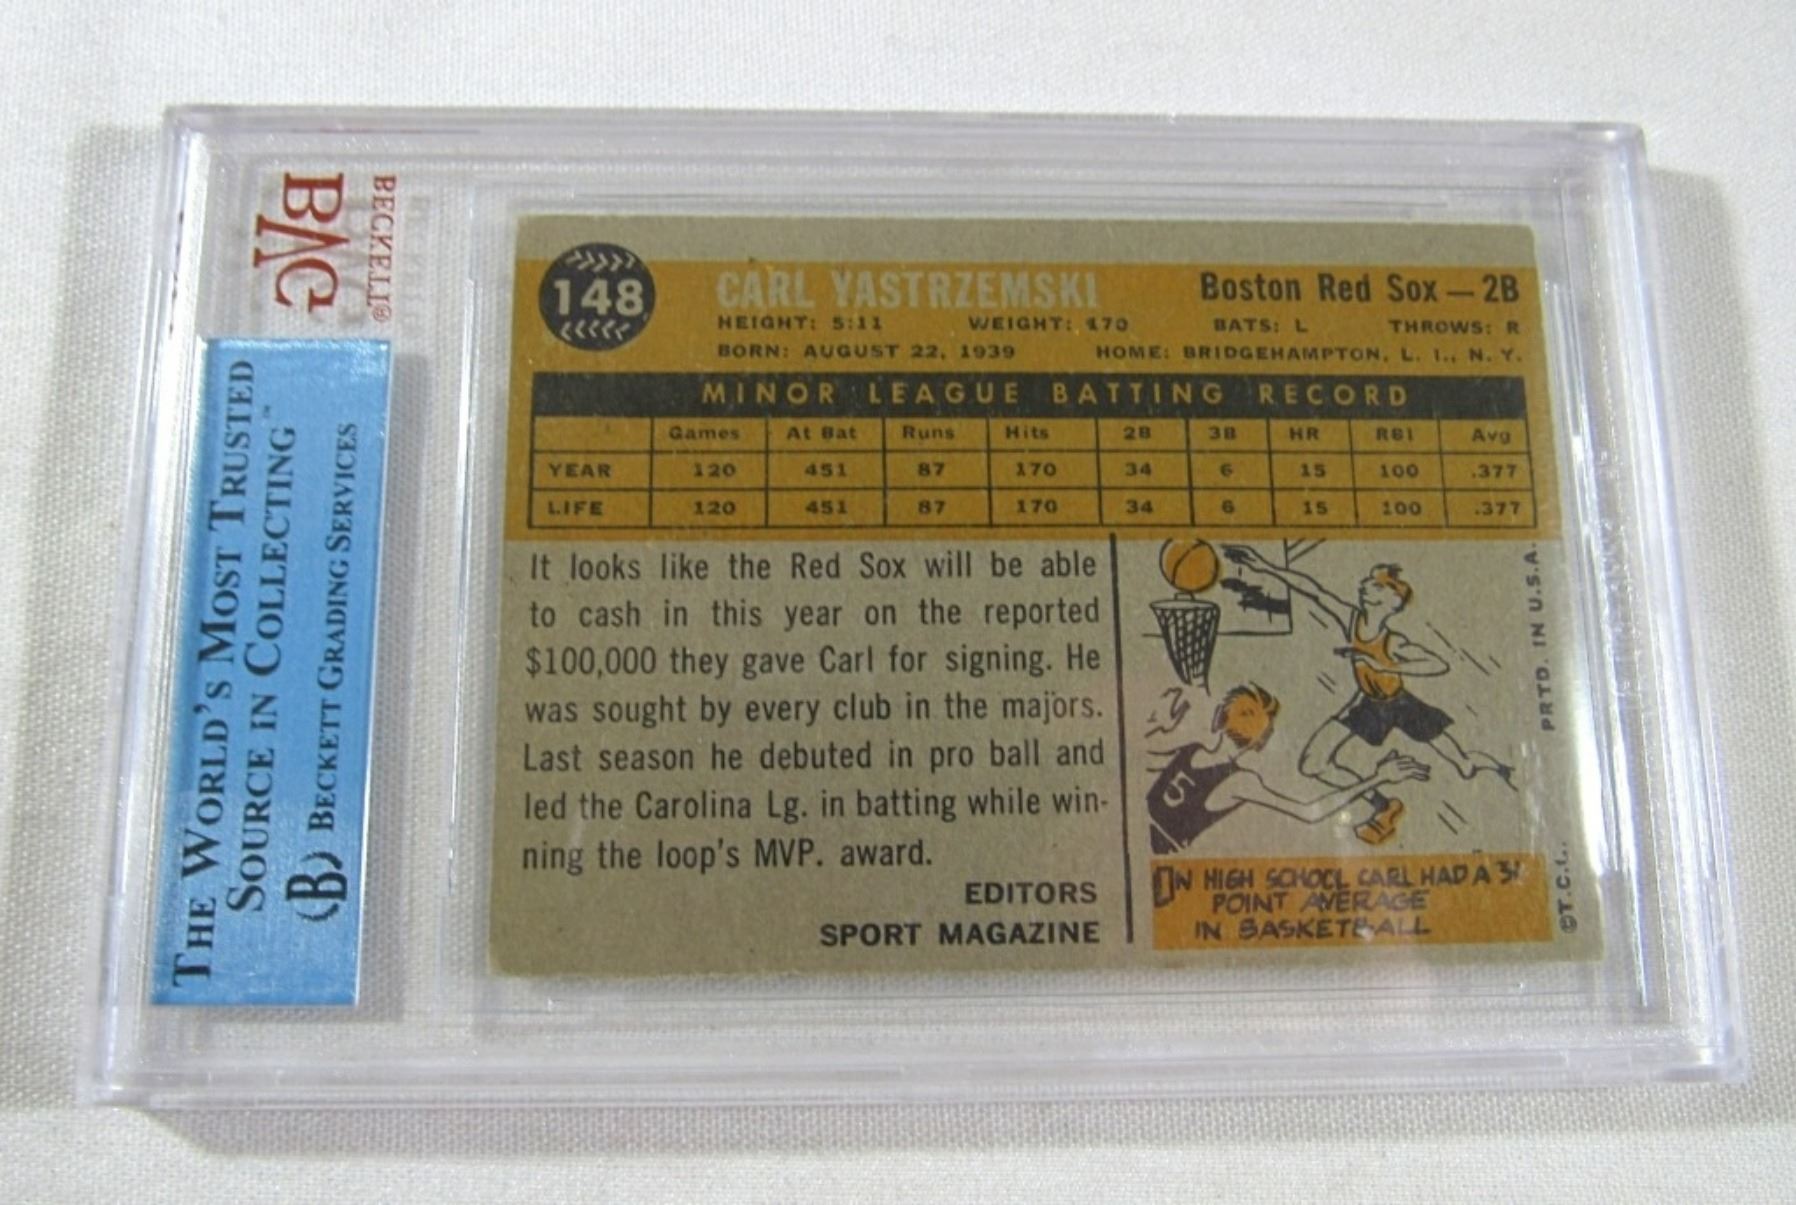 BVG
BECKETT®
THE WORLD'S MOST TRUSTED
SOURCE IN COLLECTING™
(B) BECKETT GRADING SERVICES
148
CARL YASTRZEMSKI
Boston Red Sox — 2B
HEIGHT: 5:11 WEIGHT: 170 BATS: L THROWS: R
BORN: AUGUST 22, 1939 HOME: BRIDGEHAMPTON, L. I., N. Y.
MINOR LEAGUE BATTING RECORD
Games At Bat Runs Hits 2B 3B HR RBI Avg
YEAR 120 451 87 170 34 6 15 100 .377
LIFE 120 451 87 170 34 6 15 100 .377
It looks like the Red Sox will be able
to cash in this year on the reported
$100,000 they gave Carl for signing. He
was sought by every club in the majors.
Last season he debuted in pro ball and
led the Carolina Lg. in batting while win-
ning the loop's MVP. award.
EDITORS
SPORT MAGAZINE
5
IN HIGH SCHOOL CARL HAD A
POINT AVERAGE
IN BASKETBALL
©T.C.G. PRTD. IN U.S.A.